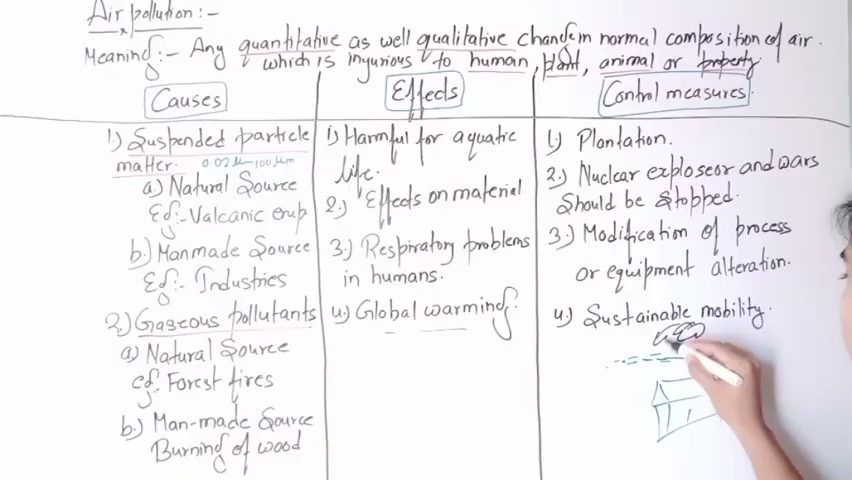 Air pollution :-
Meaning :- Any quantitative as well qualitative change in normal composition of air.
which is injurious to human, plant, animal or property.
Causes
1.) Suspended particle
matter. 0.02µ-100µm
a.) Natural Source
Eg:- Valcanic erup
b.) Manmade Source
Eg:- Industries
2.) Gaseous pollutants
a) Natural Source
eg:- Forest fires
b.) Man-made Source
Burning of wood
Effects
1) Harmful for aquatic
life.
2.) Effects on material
3.) Respiratory problems
in humans.
4.) Global warming.
Control measures
1.) Plantation.
2.) Nuclear exploseor and wars
should be stopped.
3.) Modification of process
or equipment alteration.
4.) Sustainable mobility.